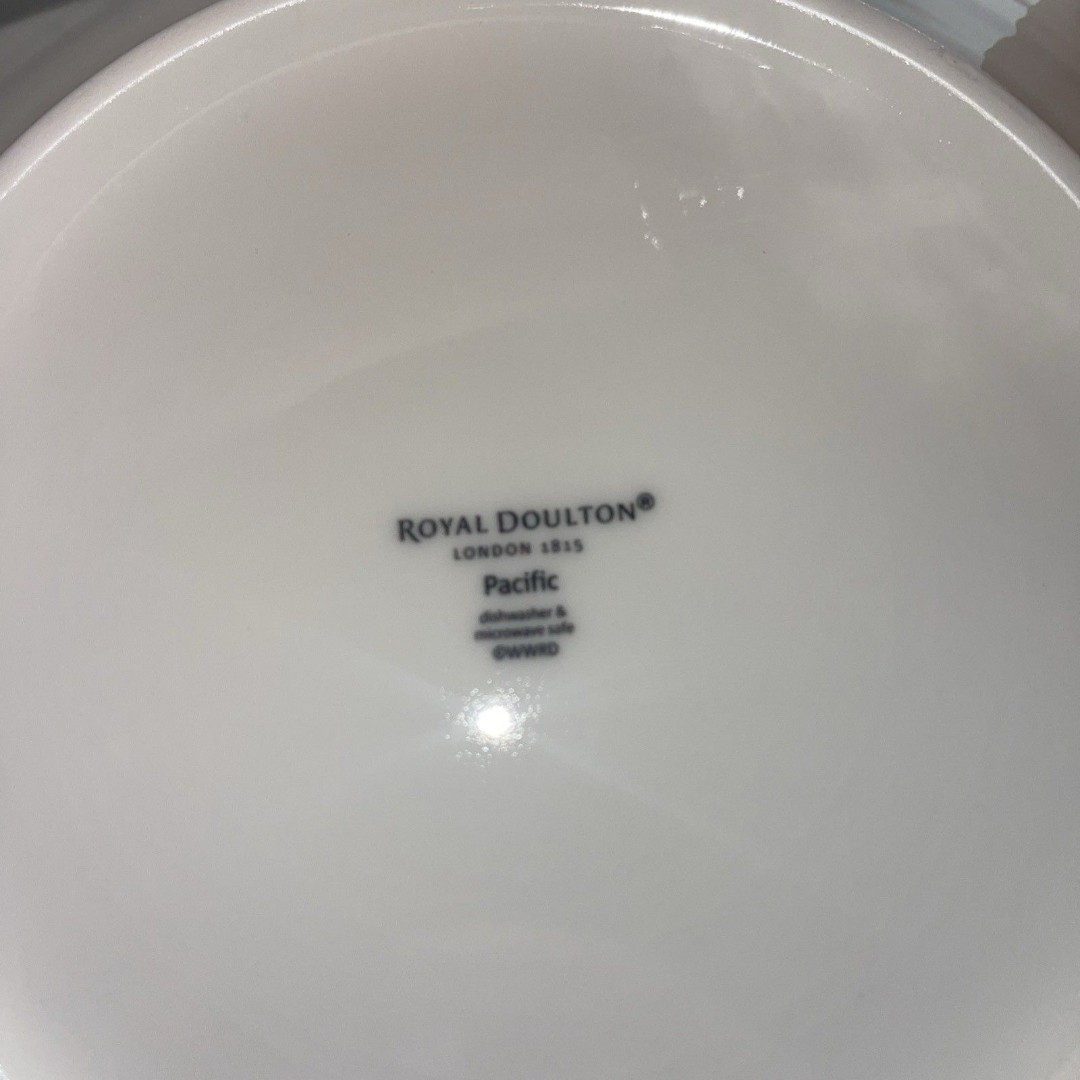 ROYAL DOULTON®
LONDON 1815
Pacific
dishwasher &
microwave safe
©WWRD